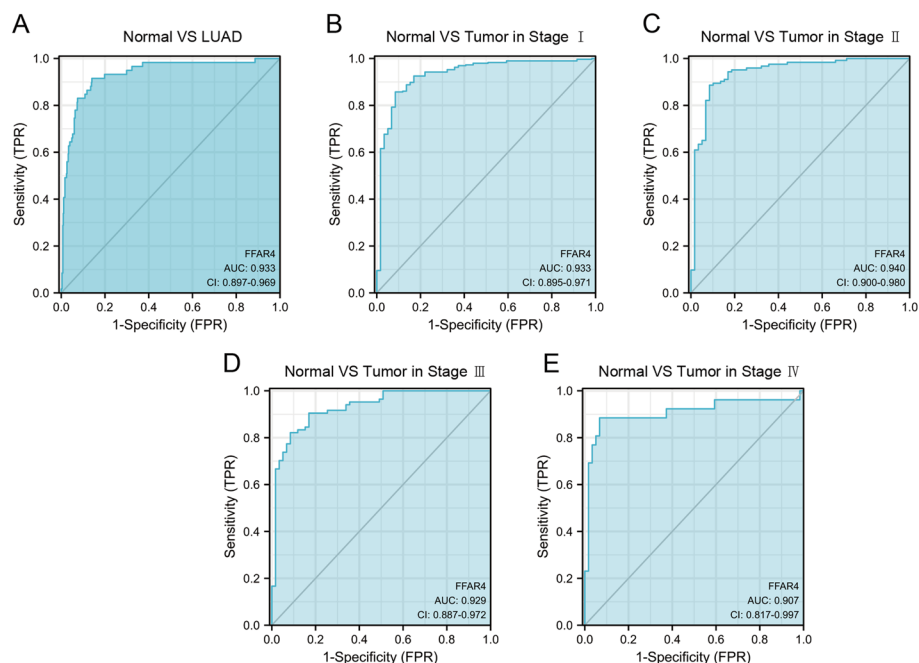 A
Normal VS LUAD
Sensitivity (TPR)
1.0
0.8
0.6
0.4
0.2
0.0
FFAR4
AUC: 0.933
CI: 0.897-0.969
0.0 0.2 0.4 0.6 0.8 1.0
1-Specificity (FPR)
B
Normal VS Tumor in Stage Ⅰ
Sensitivity (TPR)
1.0
0.8
0.6
0.4
0.2
0.0
FFAR4
AUC: 0.933
CI: 0.895-0.971
0.0 0.2 0.4 0.6 0.8 1.0
1-Specificity (FPR)
C
Normal VS Tumor in Stage Ⅱ
Sensitivity (TPR)
1.0
0.8
0.6
0.4
0.2
0.0
FFAR4
AUC: 0.940
CI: 0.900-0.980
0.0 0.2 0.4 0.6 0.8 1.0
1-Specificity (FPR)
D
Normal VS Tumor in Stage Ⅲ
Sensitivity (TPR)
1.0
0.8
0.6
0.4
0.2
0.0
FFAR4
AUC: 0.929
CI: 0.887-0.972
0.0 0.2 0.4 0.6 0.8 1.0
1-Specificity (FPR)
E
Normal VS Tumor in Stage Ⅳ
Sensitivity (TPR)
1.0
0.8
0.6
0.4
0.2
0.0
FFAR4
AUC: 0.907
CI: 0.817-0.997
0.0 0.2 0.4 0.6 0.8 1.0
1-Specificity (FPR)